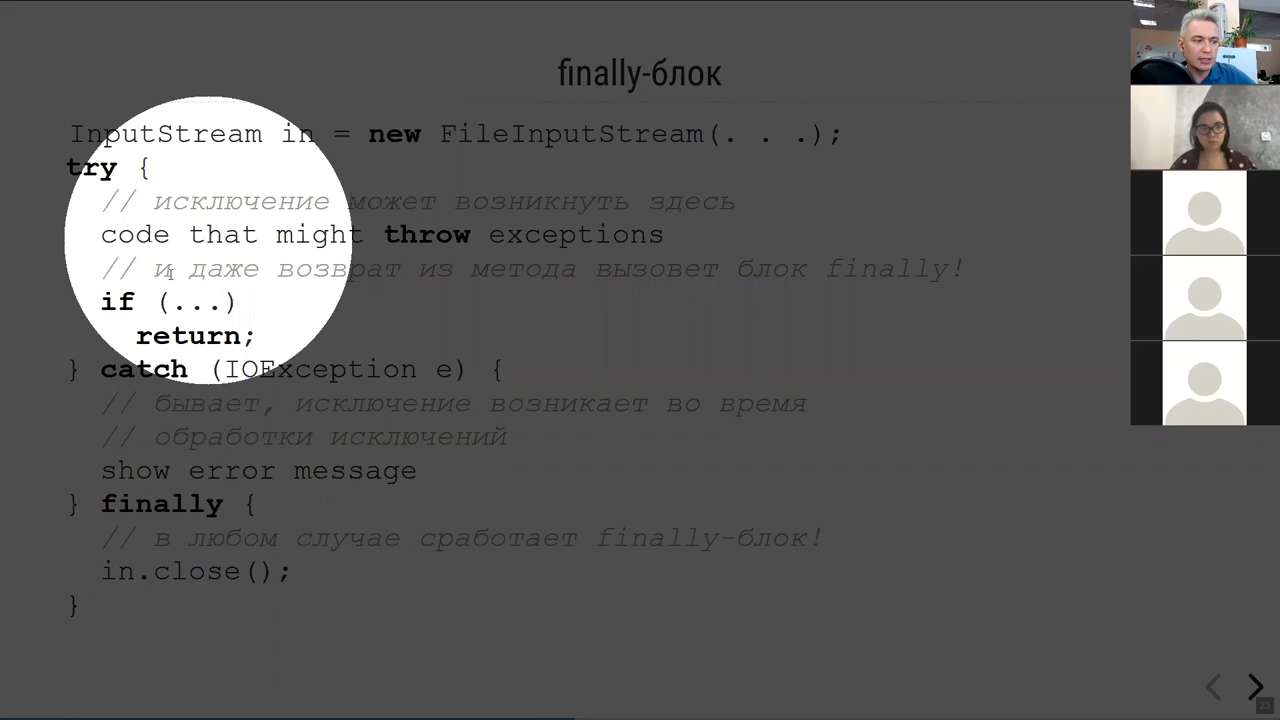 finally-блок
InputStream in = new FileInputStream(. . .);
try {
// исключение может возникнуть здесь
code that might throw exceptions
// и даже возврат из метода вызовет блок finally!
if (...)
return;
} catch (IOException e) {
// бывает, исключение возникает во время
// обработки исключений
show error message
} finally {
// в любом случае сработает finally-блок!
in.close();
}
23